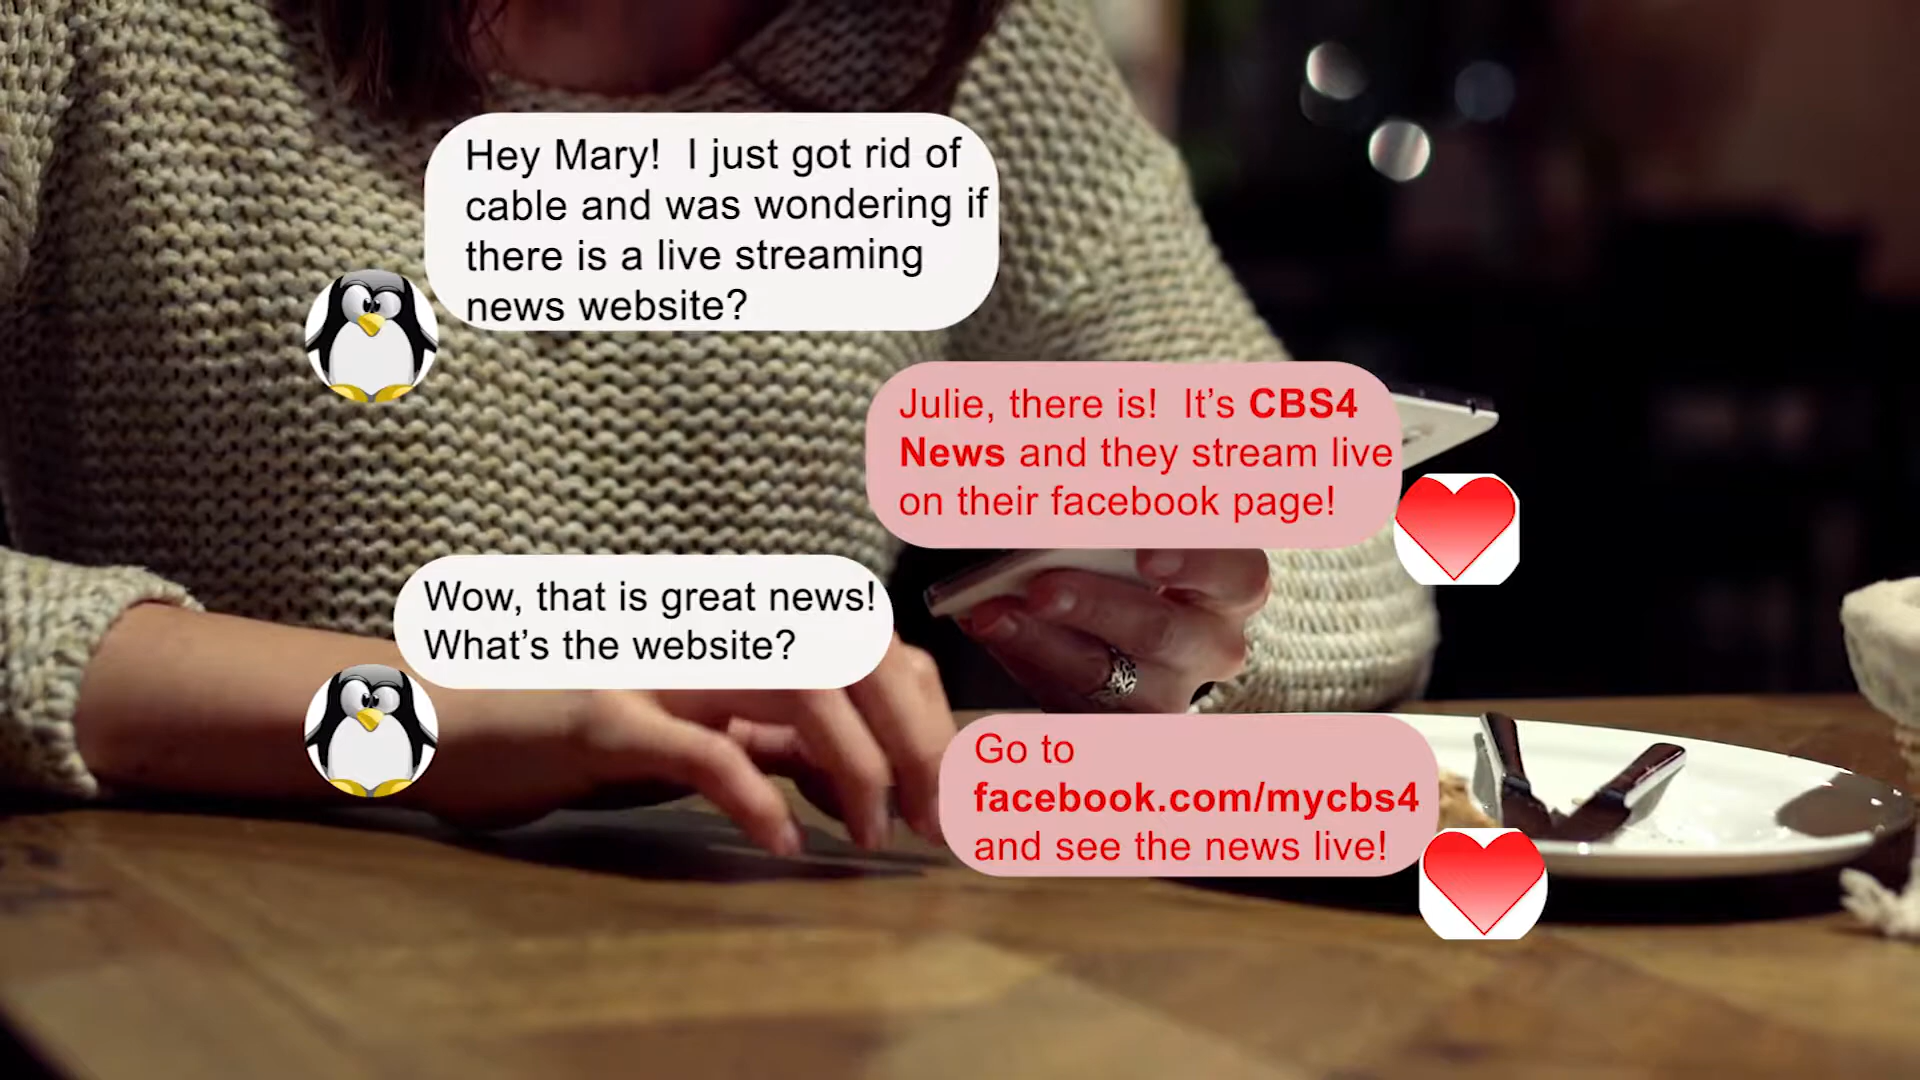 Hey Mary! I just got rid of
cable and was wondering if
there is a live streaming
news website?
Julie, there is! It's CBS4
News and they stream live
on their facebook page!
Wow, that is great news!
What's the website?
Go to
facebook.com/mycbs4
and see the news live!